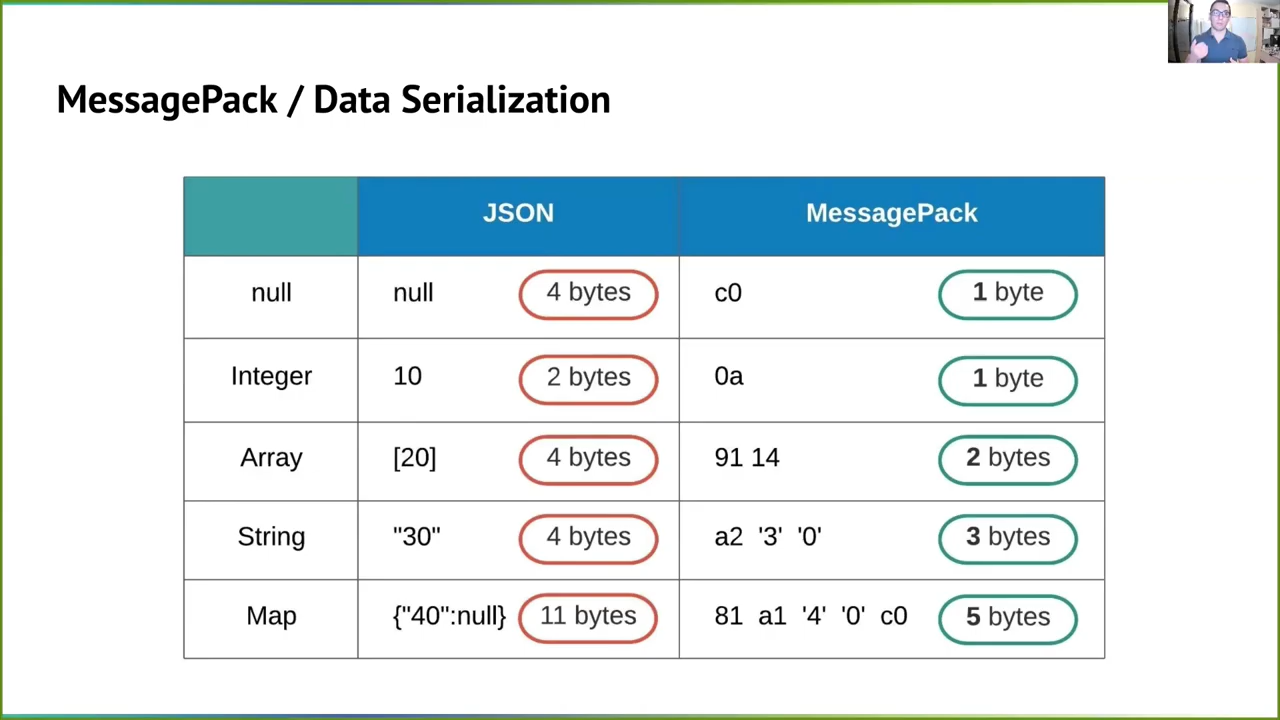 MessagePack / Data Serialization
JSON MessagePack
null null 4 bytes c0 1 byte
Integer 10 2 bytes 0a 1 byte
Array [20] 4 bytes 91 14 2 bytes
String "30" 4 bytes a2 '3' '0' 3 bytes
Map {"40":null} 11 bytes 81 a1 '4' '0' c0 5 bytes